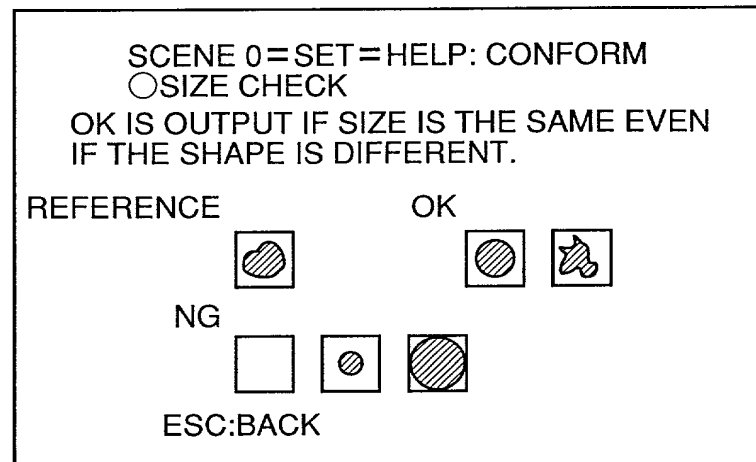 SCENE 0=SET=HELP: CONFORM
○SIZE CHECK
OK IS OUTPUT IF SIZE IS THE SAME EVEN
IF THE SHAPE IS DIFFERENT.
REFERENCE OK
NG
ESC:BACK